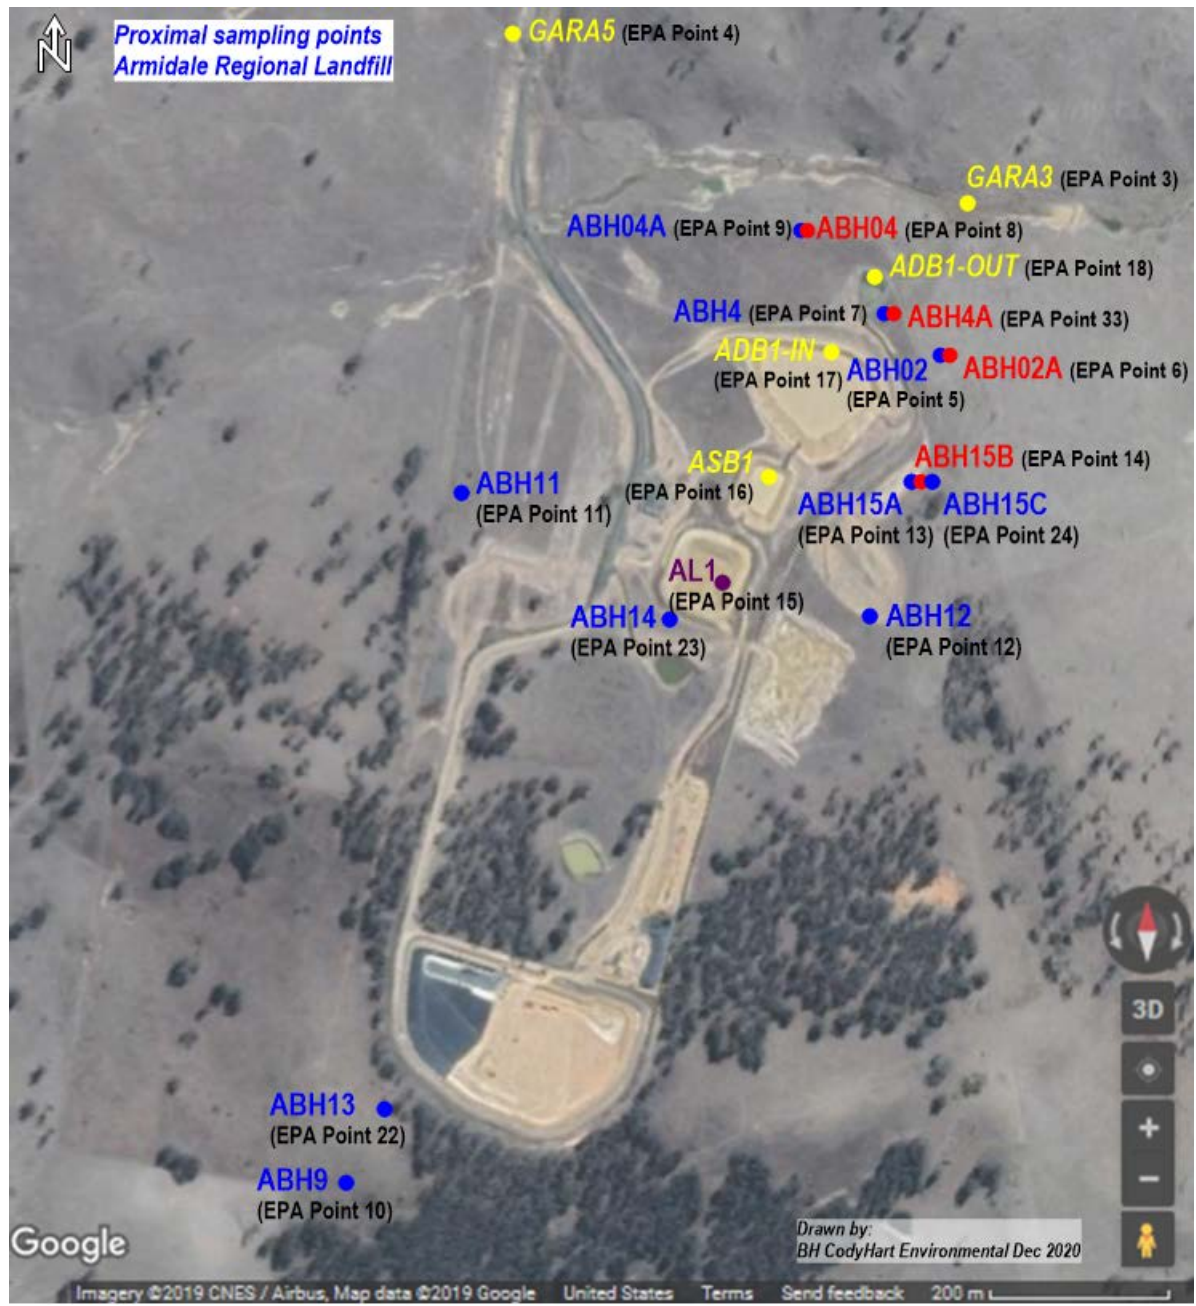 N
Proximal sampling points
Armidale Regional Landfill
GARA5 (EPA Point 4)
GARA3 (EPA Point 3)
ABH04A (EPA Point 9) ABH04 (EPA Point 8)
ADB1-OUT (EPA Point 18)
ABH4 (EPA Point 7) ABH4A (EPA Point 33)
ADB1-IN
(EPA Point 17)
ABH02
(EPA Point 5)
ABH02A (EPA Point 6)
ABH15B (EPA Point 14)
ASB1
(EPA Point 16)
ABH11
(EPA Point 11)
ABH15A
(EPA Point 13)
ABH15C
(EPA Point 24)
AL1
(EPA Point 15)
ABH14
(EPA Point 23)
ABH12
(EPA Point 12)
3D
ABH13
(EPA Point 22)
+
ABH9
(EPA Point 10)
−
Drawn by:
BH CodyHart Environmental Dec 2020
Google
Imagery ©2019 CNES / Airbus, Map data ©2019 Google United States Terms Send feedback 200 m